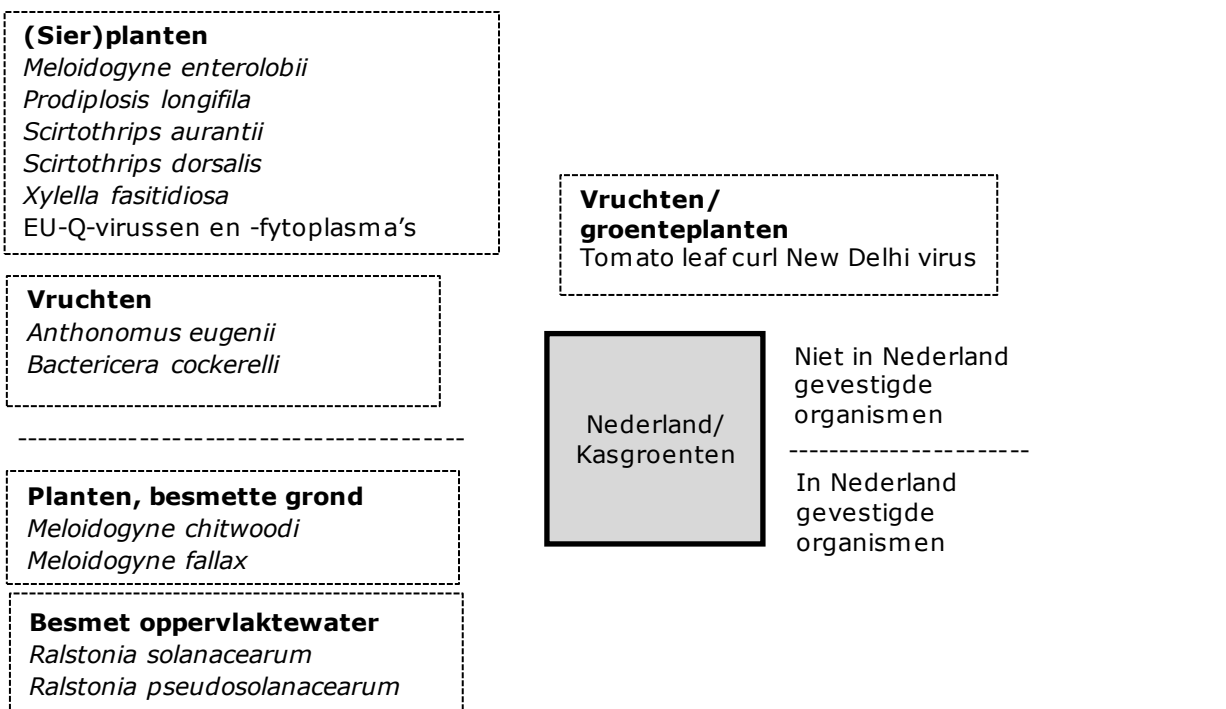 (Sier)planten
Meloidogyne enterolobii
Prodiplosis longifila
Scirtothrips aurantii
Scirtothrips dorsalis
Xylella fasitidiosa
EU-Q-virussen en -fytoplasma's
Vruchten
Anthonomus eugenii
Bactericera cockerelli
Planten, besmette grond
Meloidogyne chitwoodi
Meloidogyne fallax
Besmet oppervlaktewater
Ralstonia solanacearum
Ralstonia pseudosolanacearum
Vruchten/
groenteplanten
Tomato leaf curl New Delhi virus
Nederland/
Kasgroenten
Niet in Nederland
gevestigde
organismen
In Nederland
gevestigde
organismen